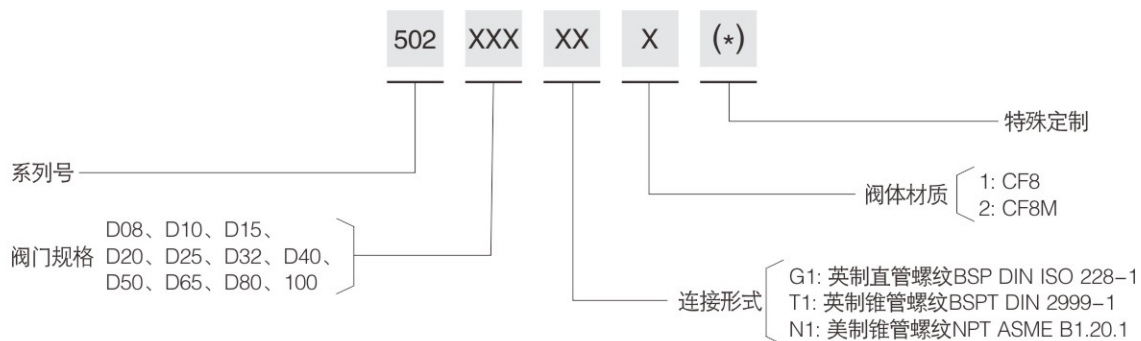 502 XXX XX X (*)
特殊定制
系列号
阀体材质
1: CF8
2: CF8M
阀门规格
D08、D10、D15、
D20、D25、D32、D40、
D50、D65、D80、100
连接形式
G1: 英制直管螺纹BSP DIN ISO 228-1
T1: 英制锥管螺纹BSPT DIN 2999-1
N1: 美制锥管螺纹NPT ASME B1.20.1